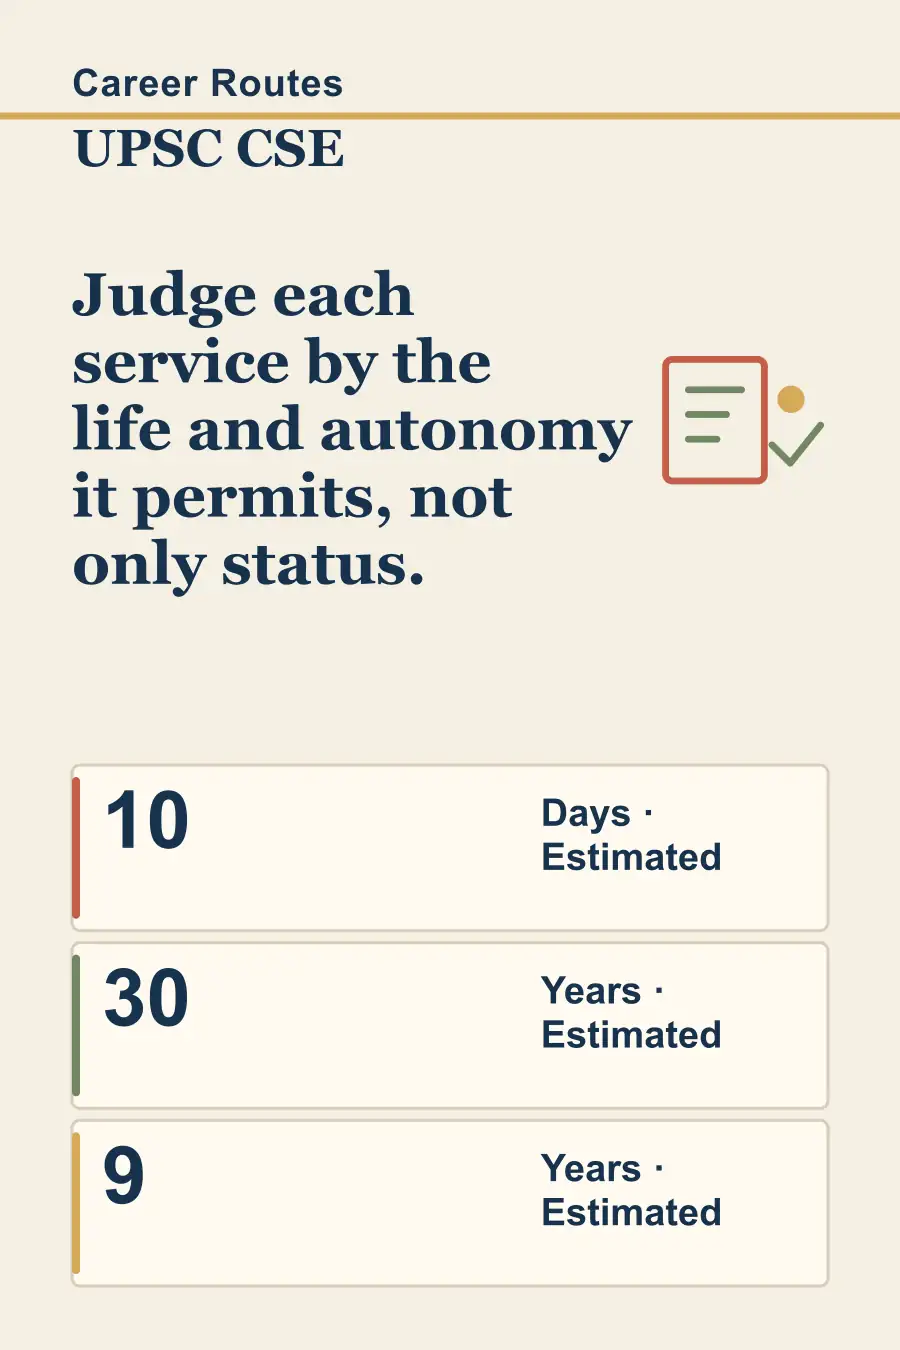 Career Routes
UPSC CSE
Judge each
service by the
life and autonomy
it permits, not
only status.
10
Days ·
Estimated
30
Years ·
Estimated
9
Years ·
Estimated